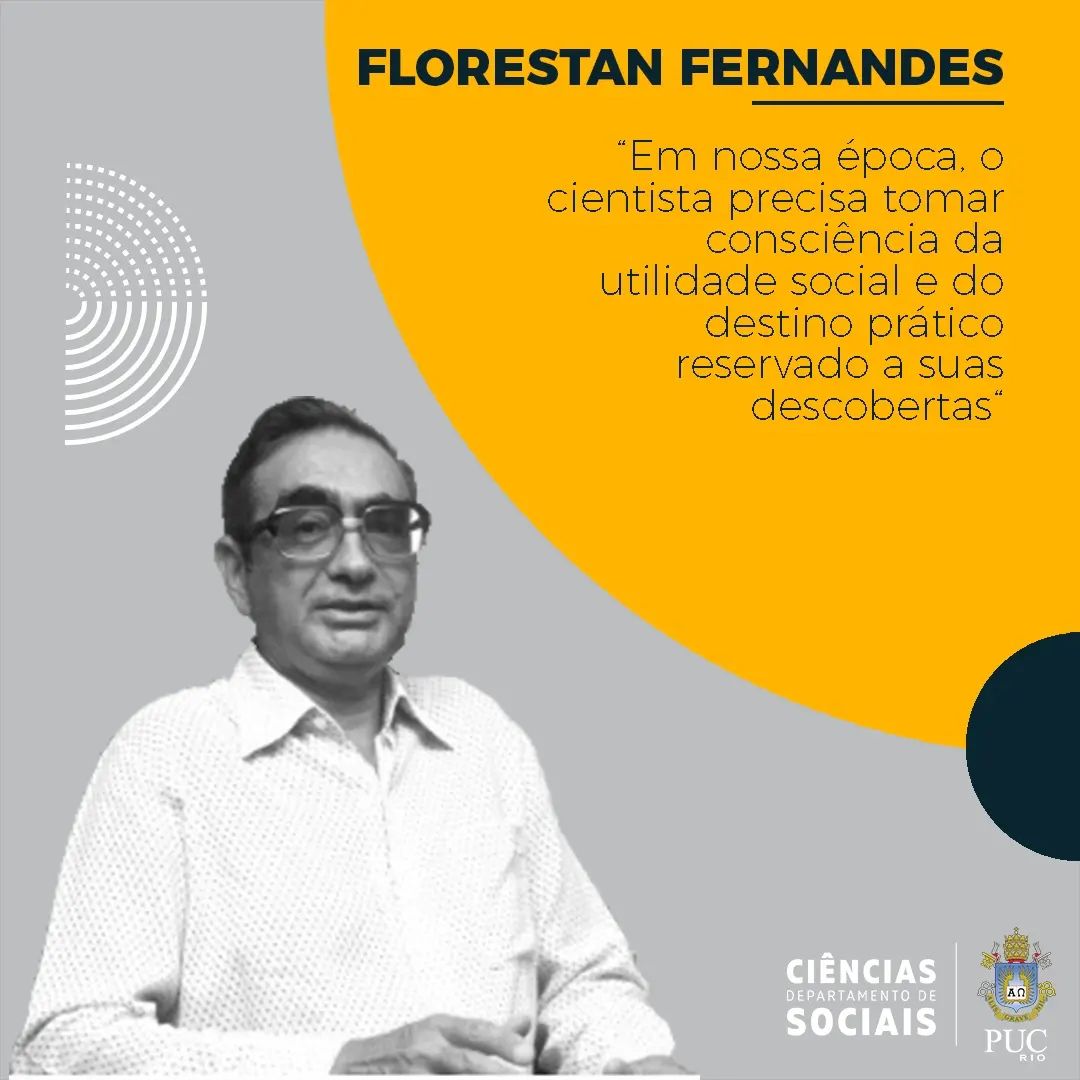 FLORESTAN FERNANDES
“Em nossa época, o
cientista precisa tomar
consciência da
utilidade social e do
destino prático
reservado a suas
descobertas“
CIÊNCIAS
DEPARTAMENTO DE
SOCIAIS
ΑΩ
PUC
RIO